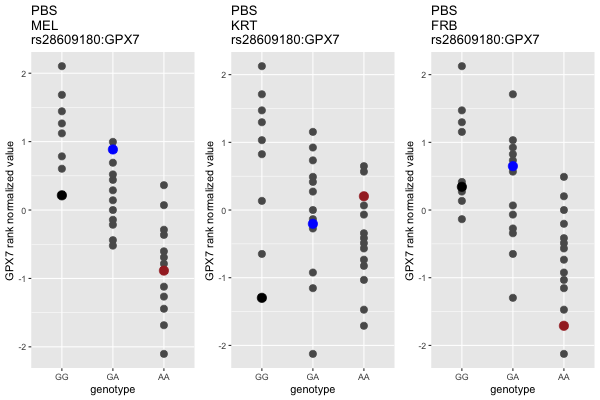 PBS
MEL
rs28609180:GPX7
GPX7 rank normalized value
2
1
0
-1
-2
GG
GA
AA
genotype
PBS
KRT
rs28609180:GPX7
GPX7 rank normalized value
2
1
0
-1
-2
GG
GA
AA
genotype
PBS
FRB
rs28609180:GPX7
GPX7 rank normalized value
2
1
0
-1
-2
GG
GA
AA
genotype